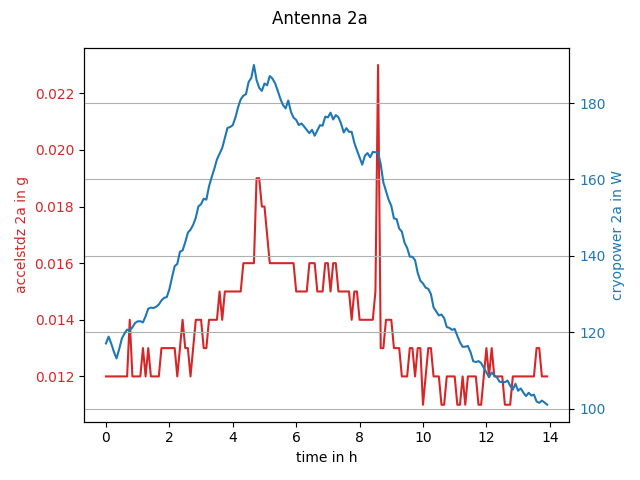 Antenna 2a
0.022
0.020
0.018
0.016
0.014
0.012
accelstdz 2a in g
180
160
140
120
100
cryopower 2a in W
0 2 4 6 8 10 12 14
time in h